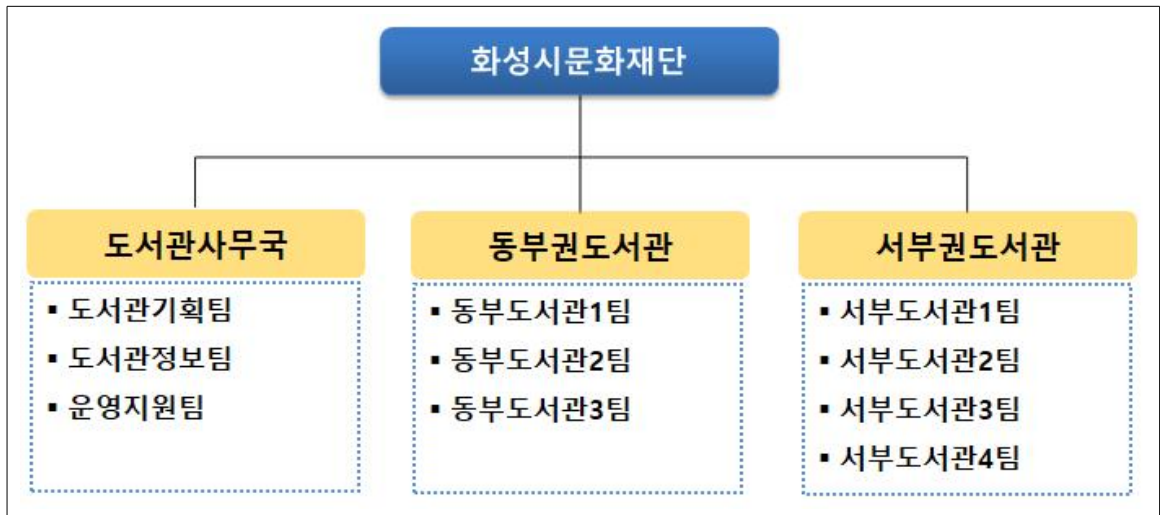 화성시문화재단
도서관사무국
▪ 도서관기획팀
▪ 도서관정보팀
▪ 운영지원팀
동부권도서관
▪ 동부도서관1팀
▪ 동부도서관2팀
▪ 동부도서관3팀
서부권도서관
▪ 서부도서관1팀
▪ 서부도서관2팀
▪ 서부도서관3팀
▪ 서부도서관4팀